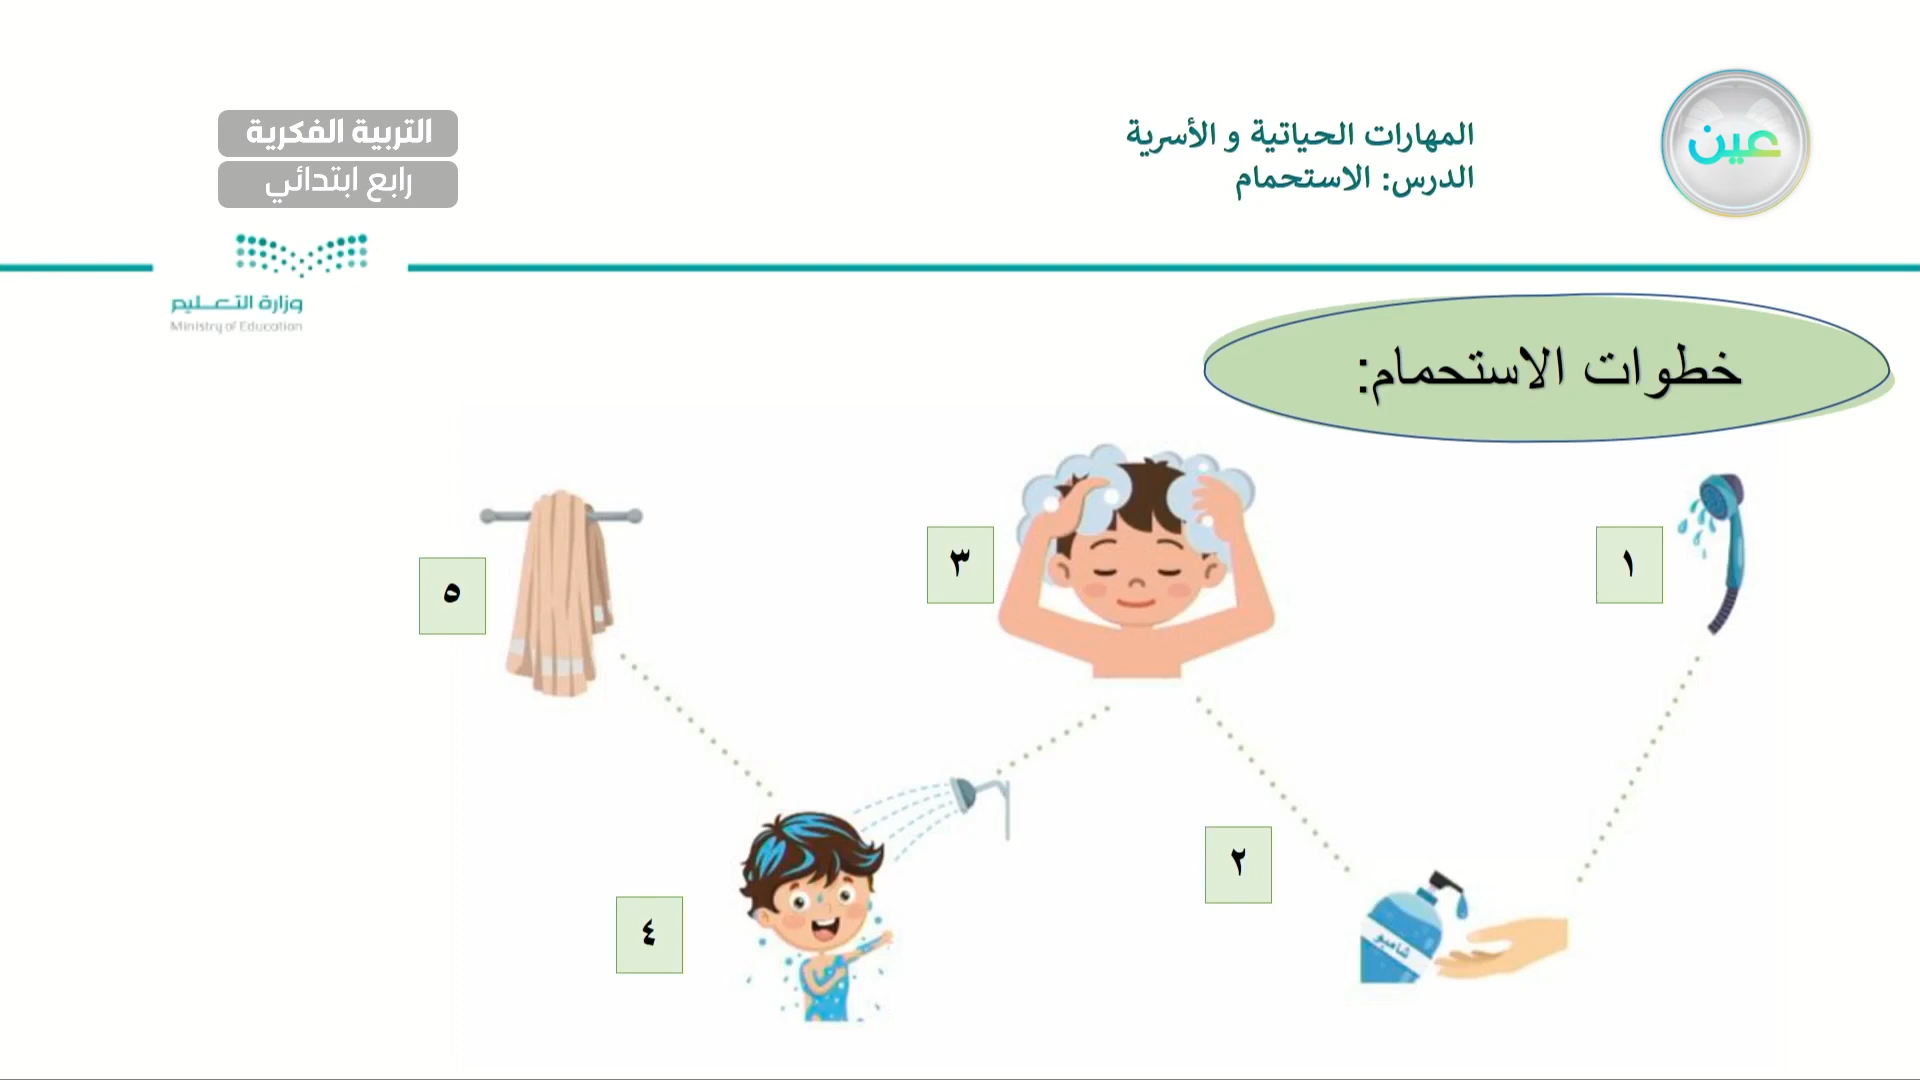 عين
المهارات الحياتية و الأسرية
الدرس: الاستحمام
التربية الفكرية
رابع ابتدائي
وزارة التعليم
Ministry of Education
خطوات الاستحمام:
١
٢
شامبو
٣
٤
٥